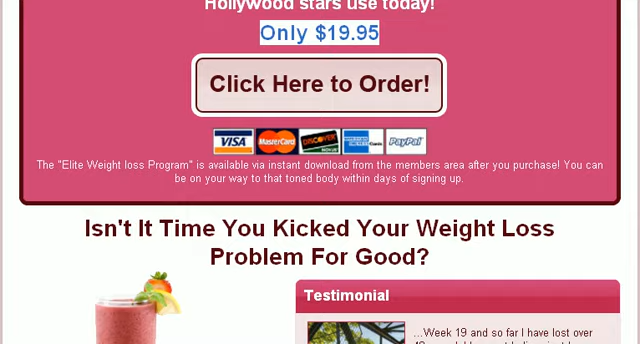 Hollywood stars use today!
Only $19.95
Click Here to Order!
VISA MasterCard DISCOVER AMERICAN EXPRESS Cards PayPal
The "Elite Weight loss Program" is available via instant download from the members area after you purchase! You can
be on your way to that toned body within days of signing up.
Isn't It Time You Kicked Your Weight Loss
Problem For Good?
Testimonial
...Week 19 and so far I have lost over